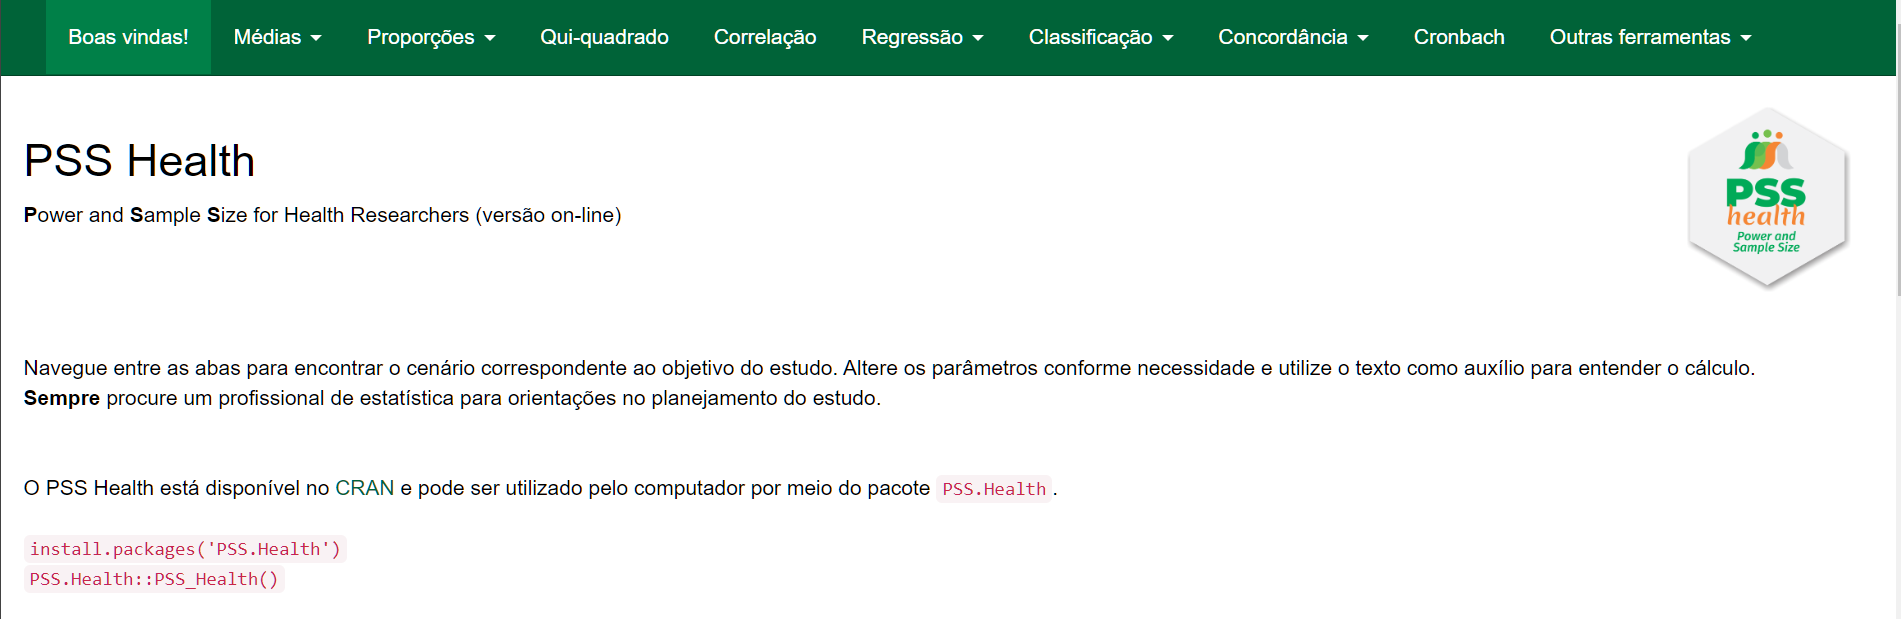 Boas vindas! Médias Proporções Qui-quadrado Correlação Regressão Classificação Concordância Cronbach Outras ferramentas
PSS Health
Power and Sample Size for Health Researchers (versão on-line)
PSS
health
Power and
Sample Size
Navegue entre as abas para encontrar o cenário correspondente ao objetivo do estudo. Altere os parâmetros conforme necessidade e utilize o texto como auxílio para entender o cálculo.
Sempre procure um profissional de estatística para orientações no planejamento do estudo.
O PSS Health está disponível no CRAN e pode ser utilizado pelo computador por meio do pacote PSS.Health.
install.packages('PSS.Health')
PSS.Health::PSS_Health()